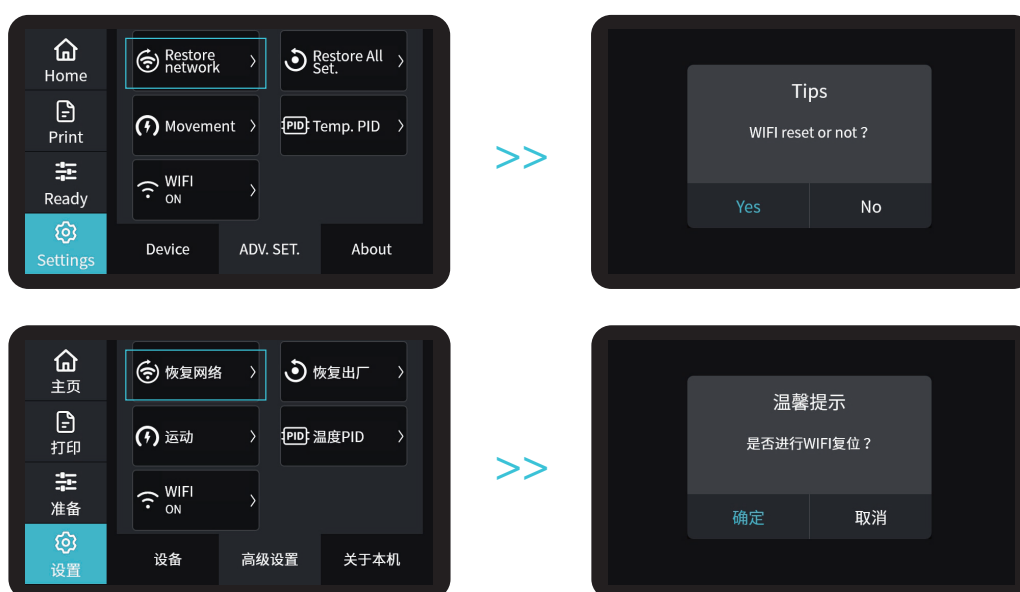 Home
Print
Ready
Settings
Restore
network
Restore All
Set.
Movement
PID
Temp. PID
WIFI
ON
Device
ADV. SET.
About
>>
Tips
WIFI reset or not ?
Yes
No
主页
打印
准备
设置
恢复网络
恢复出厂
运动
PID
温度PID
WIFI
ON
设备
高级设置
关于本机
>>
温馨提示
是否进行WIFI复位？
确定
取消